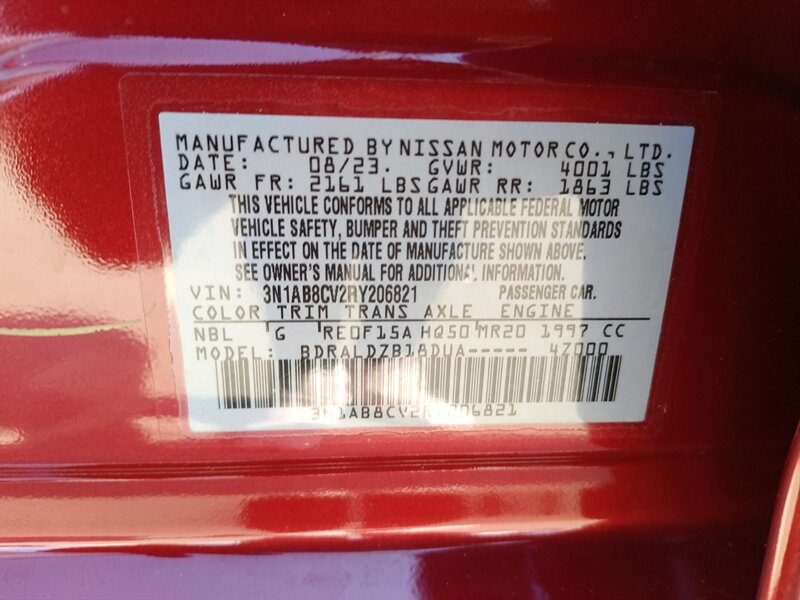 MANUFACTURED BY NISSAN MOTOR CO., LTD.
DATE: 08/23. GVWR: 4001 LBS
GAWR FR: 2161 LBS GAWR RR: 1863 LBS
THIS VEHICLE CONFORMS TO ALL APPLICABLE FEDERAL MOTOR
VEHICLE SAFETY, BUMPER AND THEFT PREVENTION STANDARDS
IN EFFECT ON THE DATE OF MANUFACTURE SHOWN ABOVE.
SEE OWNER'S MANUAL FOR ADDITIONAL INFORMATION.
VIN: 3N1AB8CV2RY206821 PASSENGER CAR.
COLOR TRIM TRANS AXLE ENGINE
NBL G RE0F15A HQ50 MR20 1997 CC
MODEL: BDRALDZB18DUA----- 4Z000
3N1AB8CV2RY206821